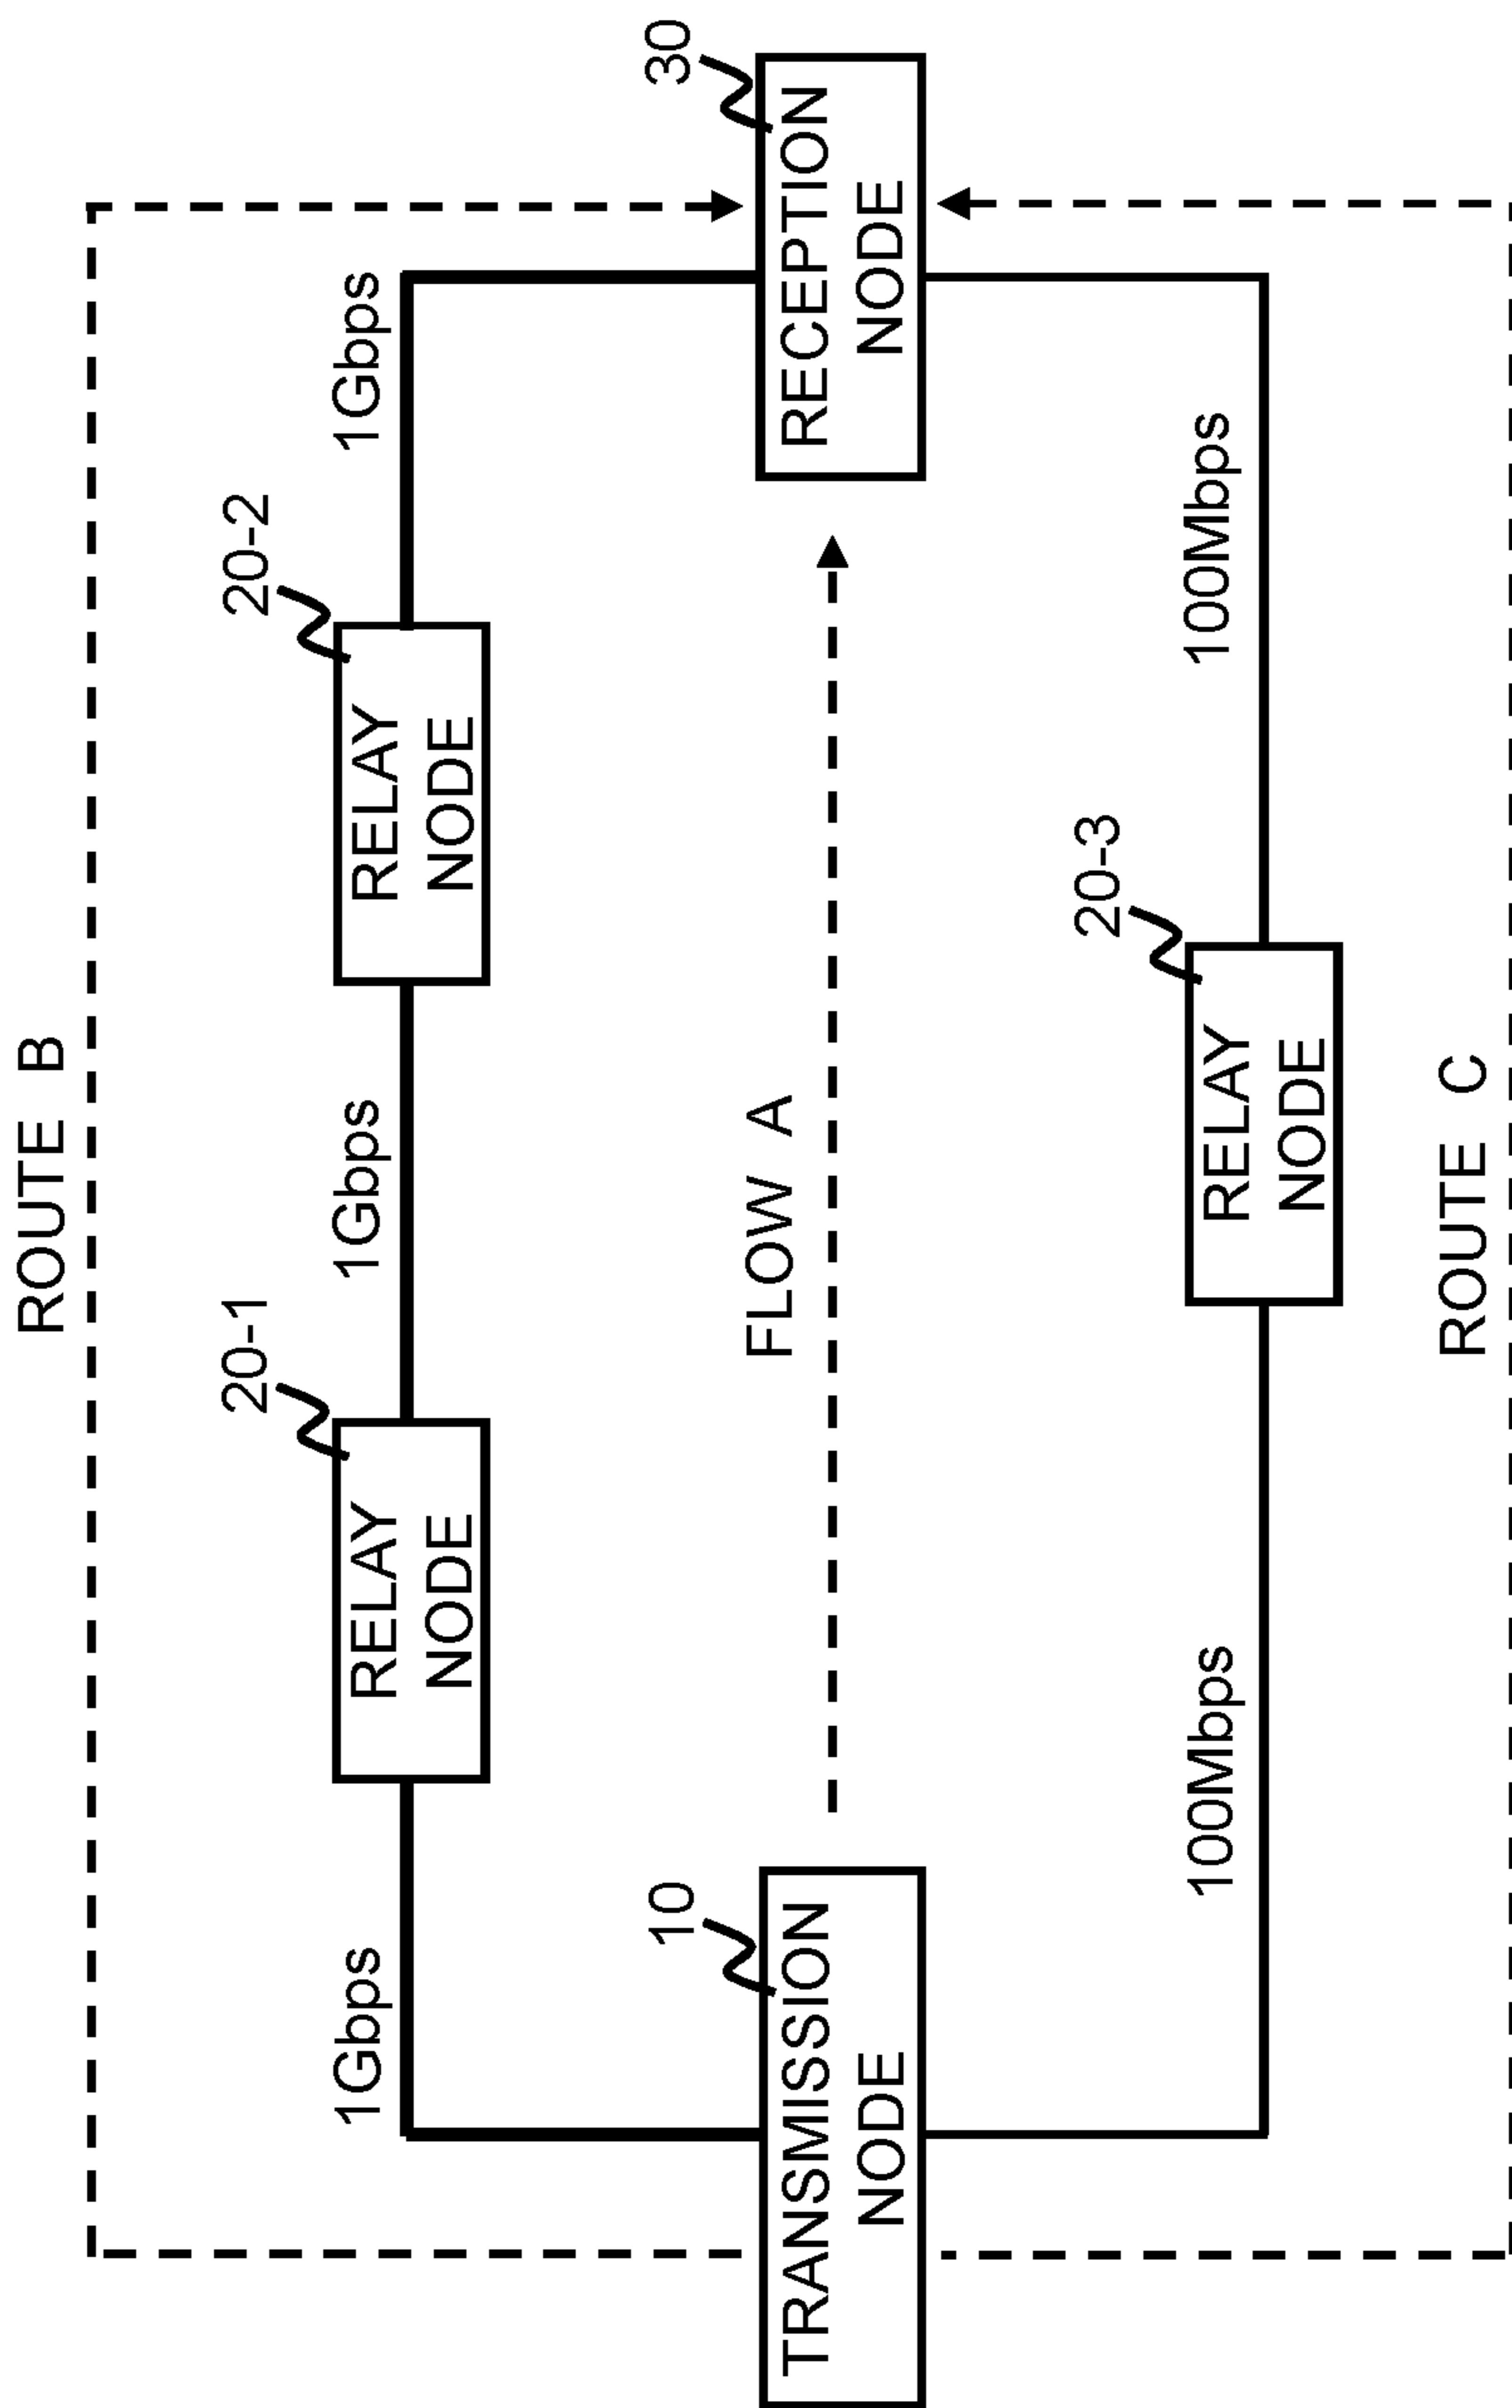 ROUTE B
20-1
20-2
1Gbps
1Gbps
1Gbps
RELAY
NODE
RELAY
NODE
10
30
FLOW A
TRANSMISSION
NODE
RECEPTION
NODE
20-3
100Mbps
100Mbps
RELAY
NODE
ROUTE C